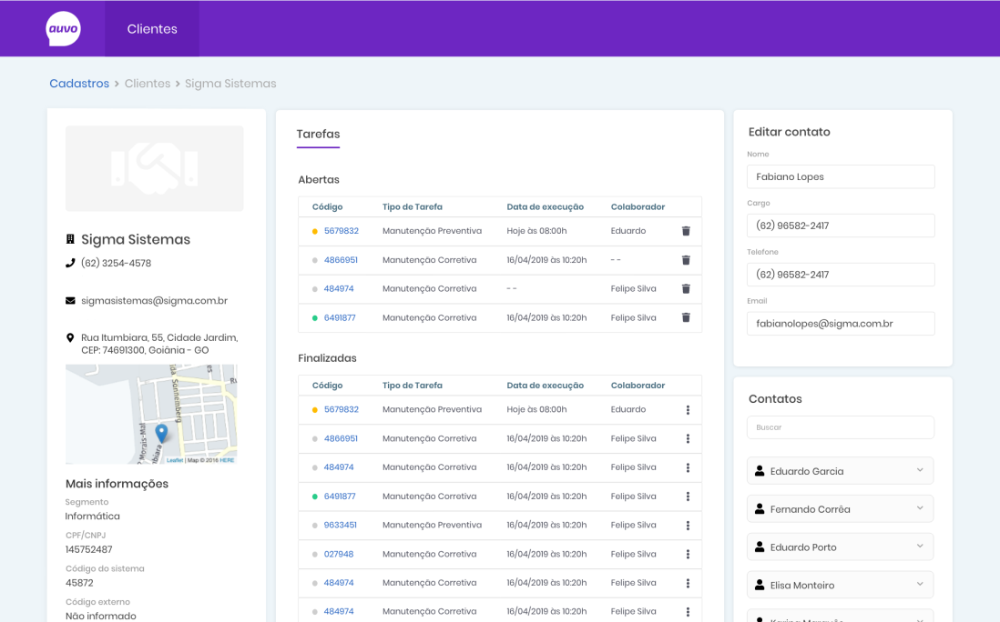 auvo
Clientes
Cadastros > Clientes > Sigma Sistemas
Sigma Sistemas
(62) 3254-4578
sigmasistemas@sigma.com.br
Rua Itumbiara, 55, Cidade Jardim,
CEP: 74691300, Goiânia - GO
Sonnemberg
Morais-Mat
Leaflet | Map © 2016 HERE
Mais informações
Segmento
Informática
CPF/CNPJ
145752487
Código do sistema
45872
Código externo
Não informado
Tarefas
Abertas
Código Tipo de Tarefa Data de execução Colaborador
5679832 Manutenção Preventiva Hoje às 08:00h Eduardo
4866951 Manutenção Corretiva 16/04/2019 às 10:20h - -
484974 Manutenção Corretiva - - Felipe Silva
6491877 Manutenção Corretiva 16/04/2019 às 10:20h Felipe Silva
Finalizadas
Código Tipo de Tarefa Data de execução Colaborador
5679832 Manutenção Preventiva Hoje às 08:00h Eduardo
4866951 Manutenção Corretiva 16/04/2019 às 10:20h Felipe Silva
484974 Manutenção Corretiva 16/04/2019 às 10:20h Felipe Silva
6491877 Manutenção Corretiva 16/04/2019 às 10:20h Felipe Silva
9633451 Manutenção Preventiva 16/04/2019 às 10:20h Felipe Silva
027948 Manutenção Corretiva 16/04/2019 às 10:20h Felipe Silva
484974 Manutenção Corretiva 16/04/2019 às 10:20h Felipe Silva
484974 Manutenção Corretiva 16/04/2019 às 10:20h Felipe Silva
Editar contato
Nome
Fabiano Lopes
Cargo
(62) 96582-2417
Telefone
(62) 96582-2417
Email
fabianolopes@sigma.com.br
Contatos
Buscar
Eduardo Garcia
Fernando Corrêa
Eduardo Porto
Elisa Monteiro